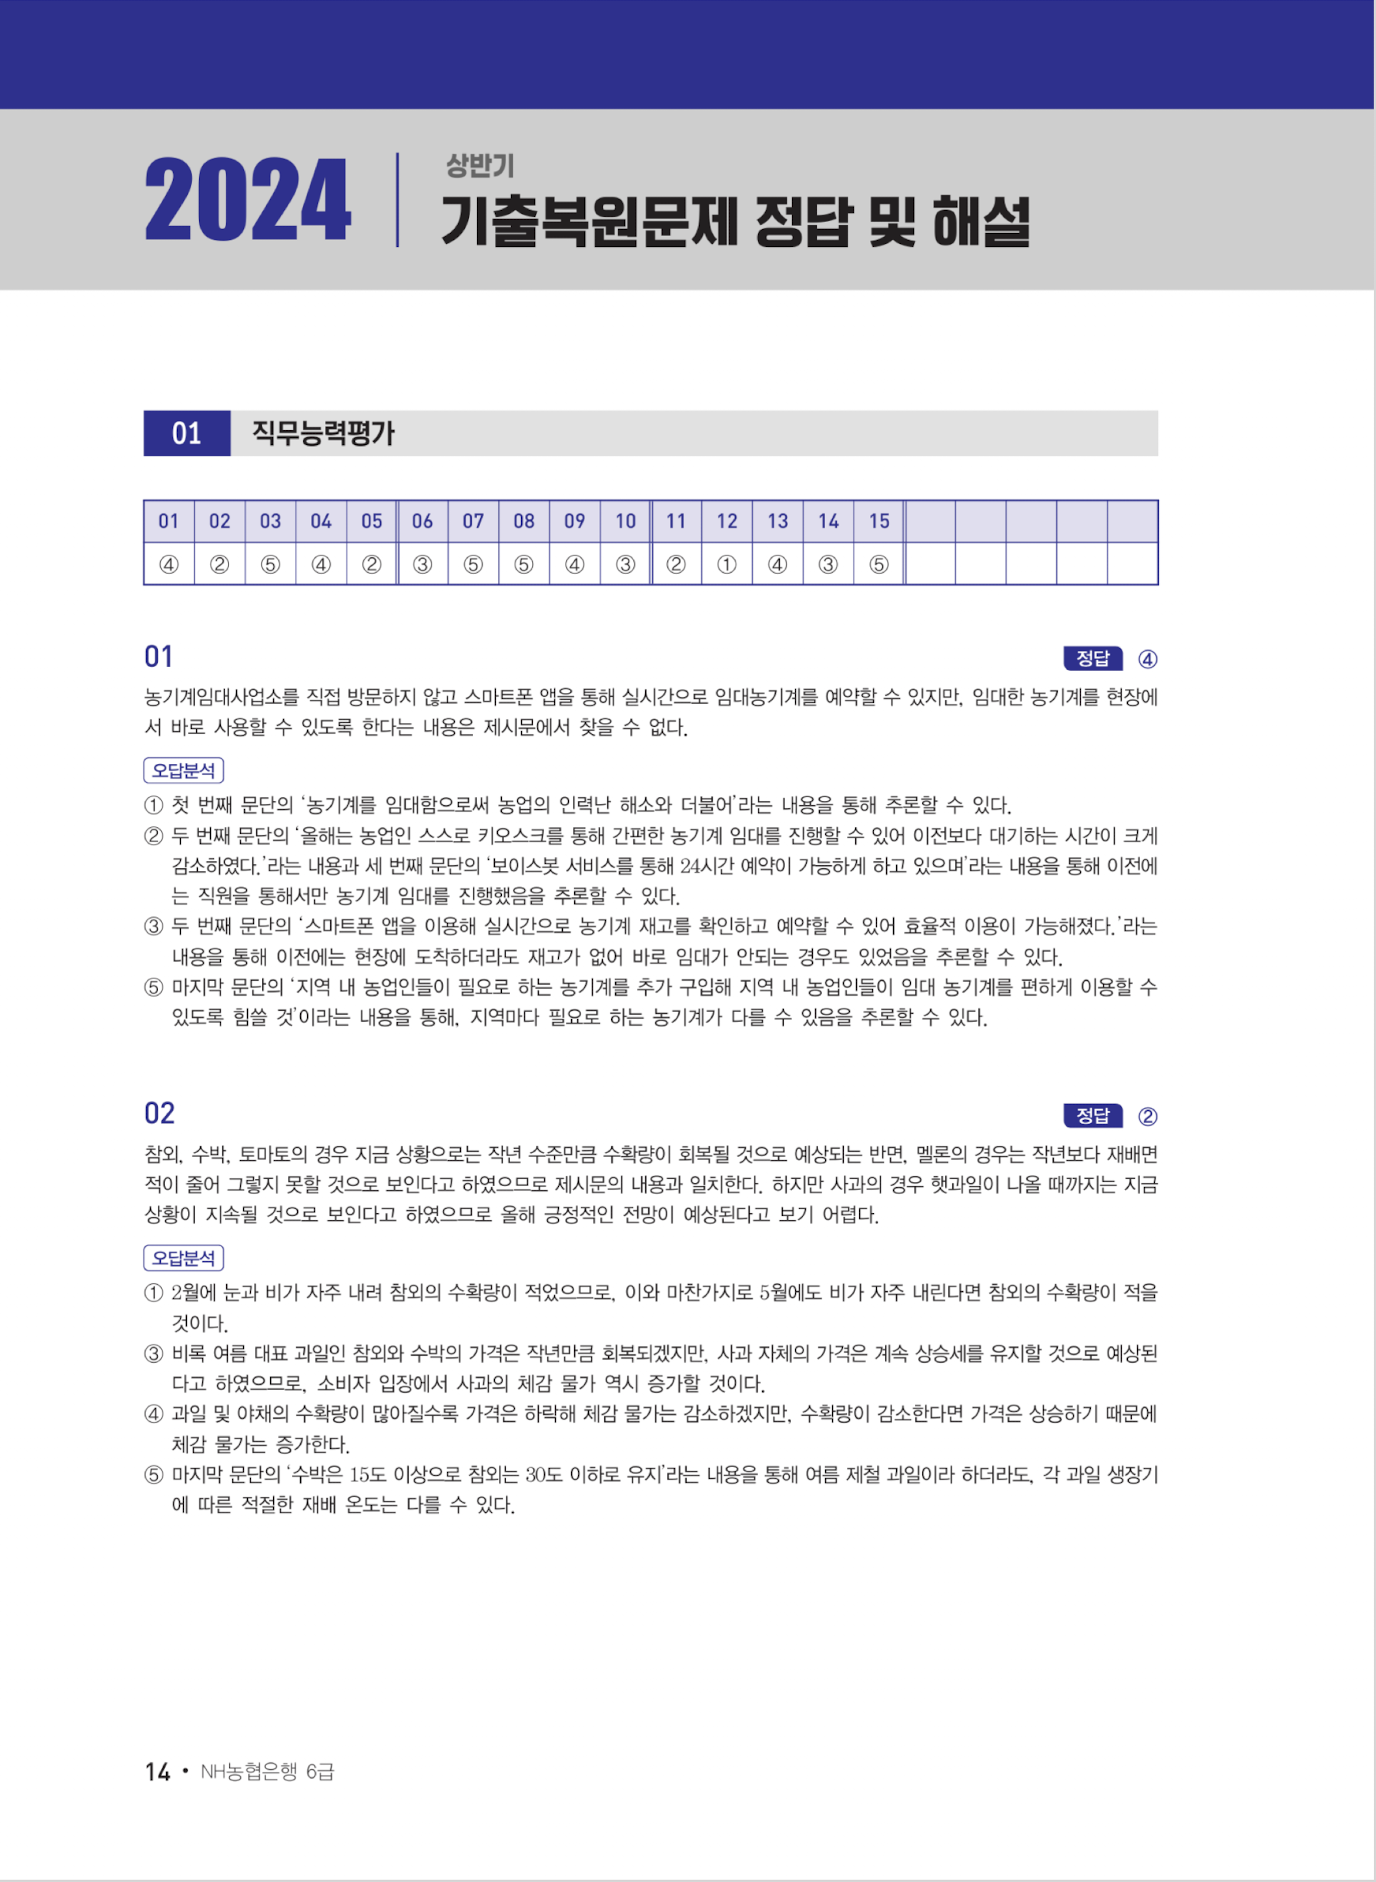 2024
상반기
기출복원문제 정답 및 해설
01 직무능력평가
01 02 03 04 05 06 07 08 09 10 11 12 13 14 15
④ ② ⑤ ④ ② ③ ⑤ ⑤ ④ ③ ② ① ④ ③ ⑤
01 정답 ④
농기계임대사업소를 직접 방문하지 않고 스마트폰 앱을 통해 실시간으로 임대농기계를 예약할 수 있지만, 임대한 농기계를 현장에
서 바로 사용할 수 있도록 한다는 내용은 제시문에서 찾을 수 없다.
오답분석
① 첫 번째 문단의 ‘농기계를 임대함으로써 농업의 인력난 해소와 더불어’라는 내용을 통해 추론할 수 있다.
② 두 번째 문단의 ‘올해는 농업인 스스로 키오스크를 통해 간편한 농기계 임대를 진행할 수 있어 이전보다 대기하는 시간이 크게
감소하였다.’라는 내용과 세 번째 문단의 ‘보이스봇 서비스를 통해 24시간 예약이 가능하게 하고 있으며’라는 내용을 통해 이전에
는 직원을 통해서만 농기계 임대를 진행했음을 추론할 수 있다.
③ 두 번째 문단의 ‘스마트폰 앱을 이용해 실시간으로 농기계 재고를 확인하고 예약할 수 있어 효율적 이용이 가능해졌다.’라는
내용을 통해 이전에는 현장에 도착하더라도 재고가 없어 바로 임대가 안되는 경우도 있었음을 추론할 수 있다.
⑤ 마지막 문단의 ‘지역 내 농업인들이 필요로 하는 농기계를 추가 구입해 지역 내 농업인들이 임대 농기계를 편하게 이용할 수
있도록 힘쓸 것’이라는 내용을 통해, 지역마다 필요로 하는 농기계가 다를 수 있음을 추론할 수 있다.
02 정답 ②
참외, 수박, 토마토의 경우 지금 상황으로는 작년 수준만큼 수확량이 회복될 것으로 예상되는 반면, 멜론의 경우는 작년보다 재배면
적이 줄어 그렇지 못할 것으로 보인다고 하였으므로 제시문의 내용과 일치한다. 하지만 사과의 경우 햇과일이 나올 때까지는 지금
상황이 지속될 것으로 보인다고 하였으므로 올해 긍정적인 전망이 예상된다고 보기 어렵다.
오답분석
① 2월에 눈과 비가 자주 내려 참외의 수확량이 적었으므로, 이와 마찬가지로 5월에도 비가 자주 내린다면 참외의 수확량이 적을
것이다.
③ 비록 여름 대표 과일인 참외와 수박의 가격은 작년만큼 회복되겠지만, 사과 자체의 가격은 계속 상승세를 유지할 것으로 예상된
다고 하였으므로, 소비자 입장에서 사과의 체감 물가 역시 증가할 것이다.
④ 과일 및 야채의 수확량이 많아질수록 가격은 하락해 체감 물가는 감소하겠지만, 수확량이 감소한다면 가격은 상승하기 때문에
체감 물가는 증가한다.
⑤ 마지막 문단의 ‘수박은 15도 이상으로 참외는 30도 이하로 유지’라는 내용을 통해 여름 제철 과일이라 하더라도, 각 과일 생장기
에 따른 적절한 재배 온도는 다를 수 있다.
14 • NH농협은행 6급